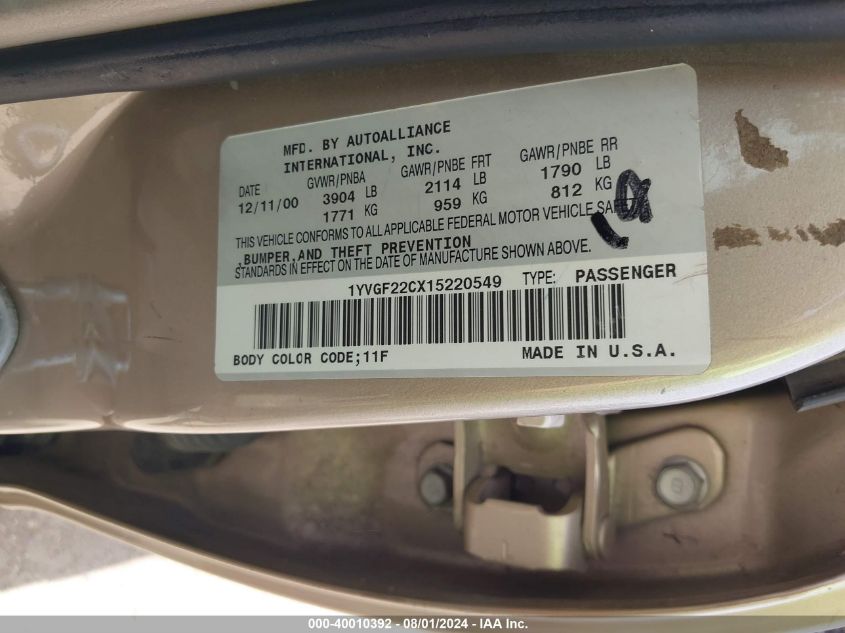 MFD. BY AUTOALLIANCE
INTERNATIONAL, INC.
DATE GVWR/PNBA GAWR/PNBE FRT GAWR/PNBE RR
12/11/00 3904 LB 2114 LB 1790 LB
1771 KG 959 KG 812 KG
THIS VEHICLE CONFORMS TO ALL APPLICABLE FEDERAL MOTOR VEHICLE
,BUMPER,AND THEFT PREVENTION
STANDARDS IN EFFECT ON THE DATE OF MANUFACTURE SHOWN ABOVE.
1YVGF22CX15220549 TYPE: PASSENGER
BODY COLOR CODE;11F MADE IN U.S.A.
000-40010392 - 08/01/2024 - IAA Inc.